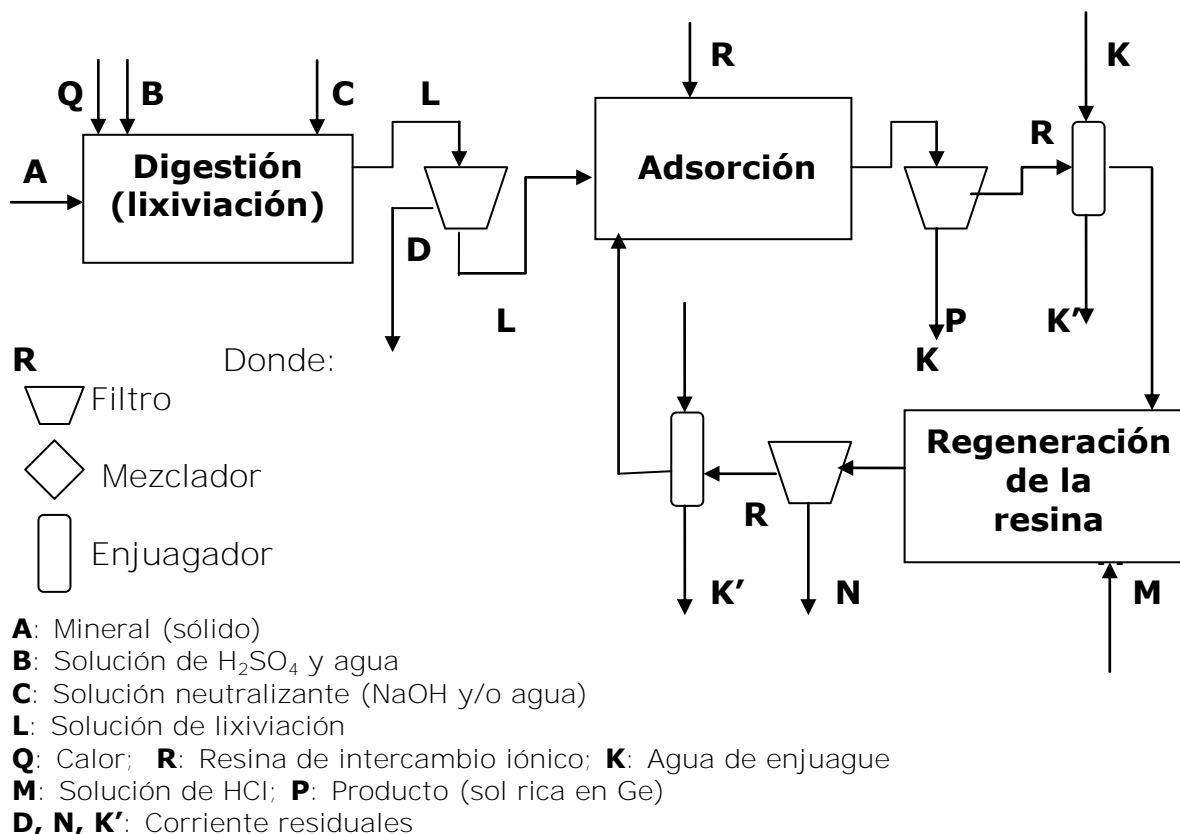 R
K
Q
B
C
L
R
A
Digestión
(lixiviación)
Adsorción
D
L
P
K
K'
R
Donde:
Filtro
Mezclador
Enjuagador
Regeneración
de la
resina
R
K'
N
M
A: Mineral (sólido)
B: Solución de H₂SO₄ y agua
C: Solución neutralizante (NaOH y/o agua)
L: Solución de lixiviación
Q: Calor; R: Resina de intercambio iónico; K: Agua de enjuague
M: Solución de HCl; P: Producto (sol rica en Ge)
D, N, K': Corriente residuales